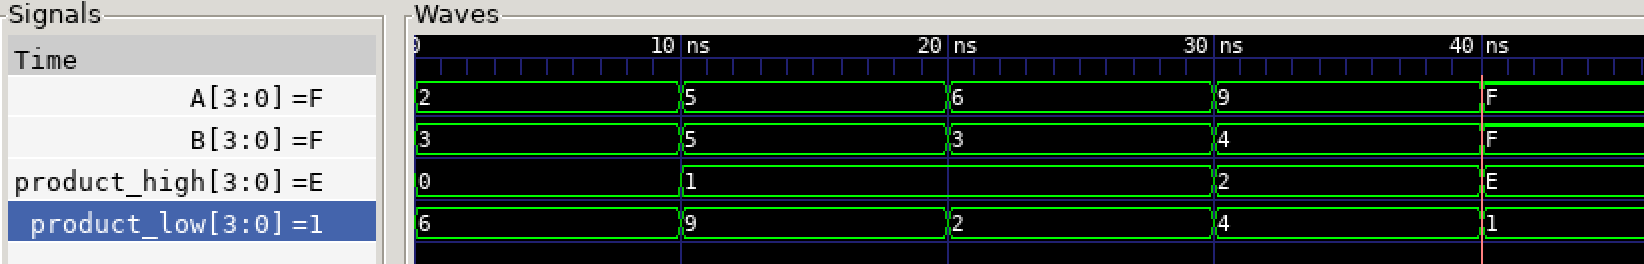 Signals Waves
0 10 ns 20 ns 30 ns 40 ns
Time
A[3:0] =F 2 5 6 9 F
B[3:0] =F 3 5 3 4 F
product_high[3:0] =E 0 1 2 E
product_low[3:0] =1 6 9 2 4 1